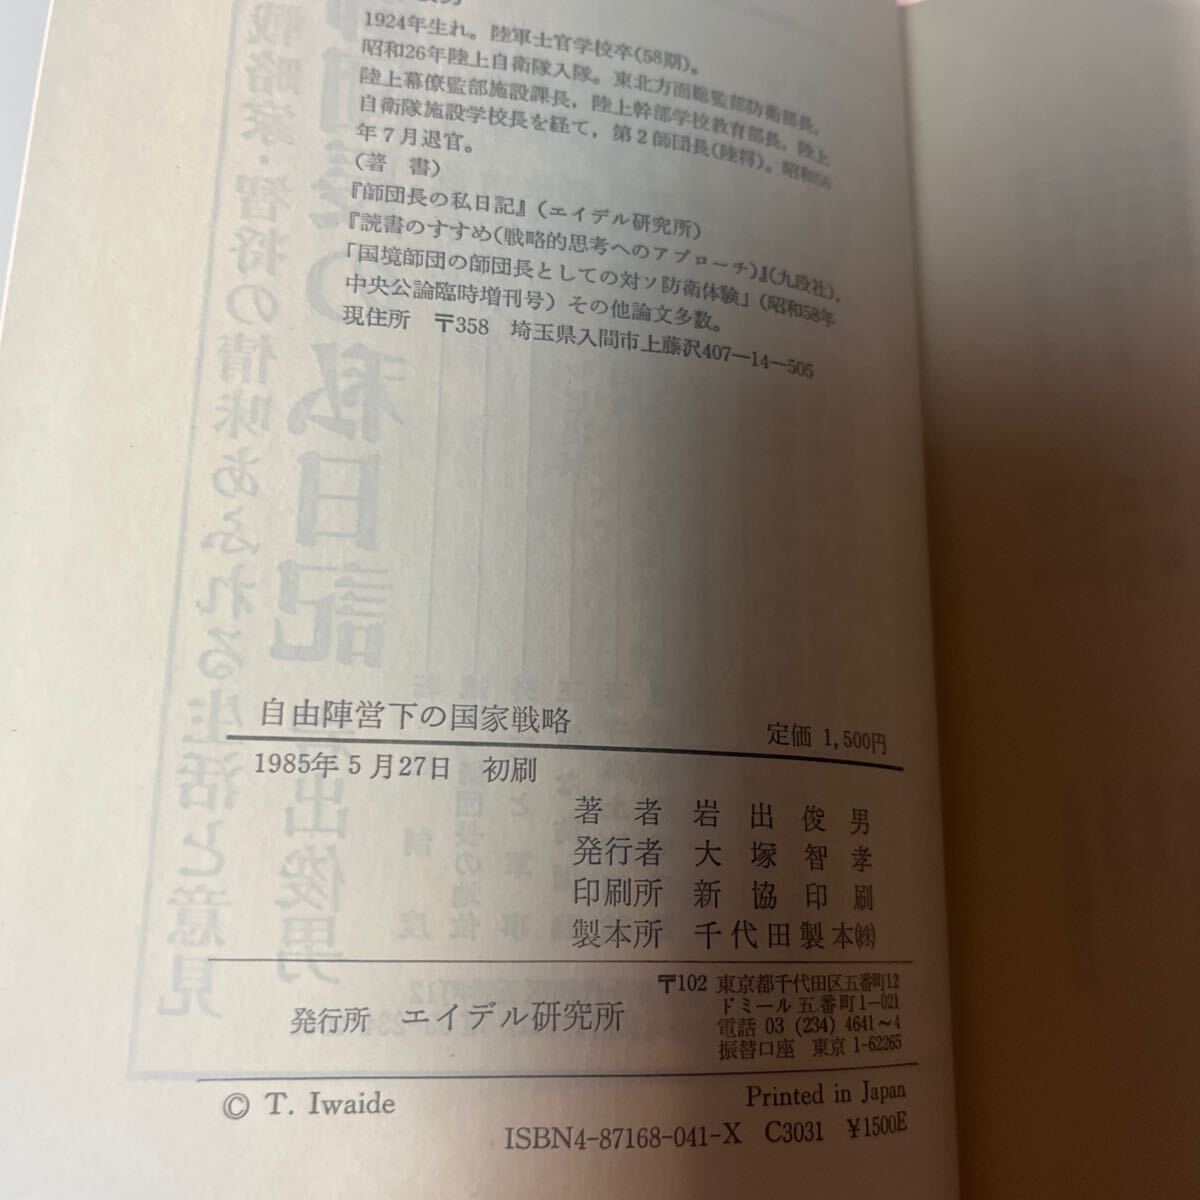 1924年生れ。陸軍士官学校卒(58期)。
昭和26年陸上自衛隊入隊。東北方面総監部防衛部長,
陸上幕僚監部施設課長，陸上幹部学校教育部長，陸上
自衛隊施設学校長を経て，第2師団長(陸将)。昭和56
年7月退官。
(著　書)
『師団長の私日記』(エイデル研究所)
『読書のすすめ(戦略的思考へのアプローチ)』(九段社),
「国境師団の師団長としての対ソ防衛体験」(昭和58年
中央公論臨時増刊号) その他論文多数。
現住所　〒358　埼玉県入間市上藤沢407—14—505
自由陣営下の国家戦略　定価 1,500円
1985年5月27日　初刷
著　者　岩出俊男
発行者　大塚智孝
印刷所　新協印刷
製本所　千代田製本㈱
発行所　エイデル研究所
〒102 東京都千代田区五番町12
ドミール五番町1-021
電話 03 (234) 4641～4
振替口座　東京 1-62265
© T. Iwaide　Printed in Japan
ISBN4-87168-041-X　C3031　¥1500E